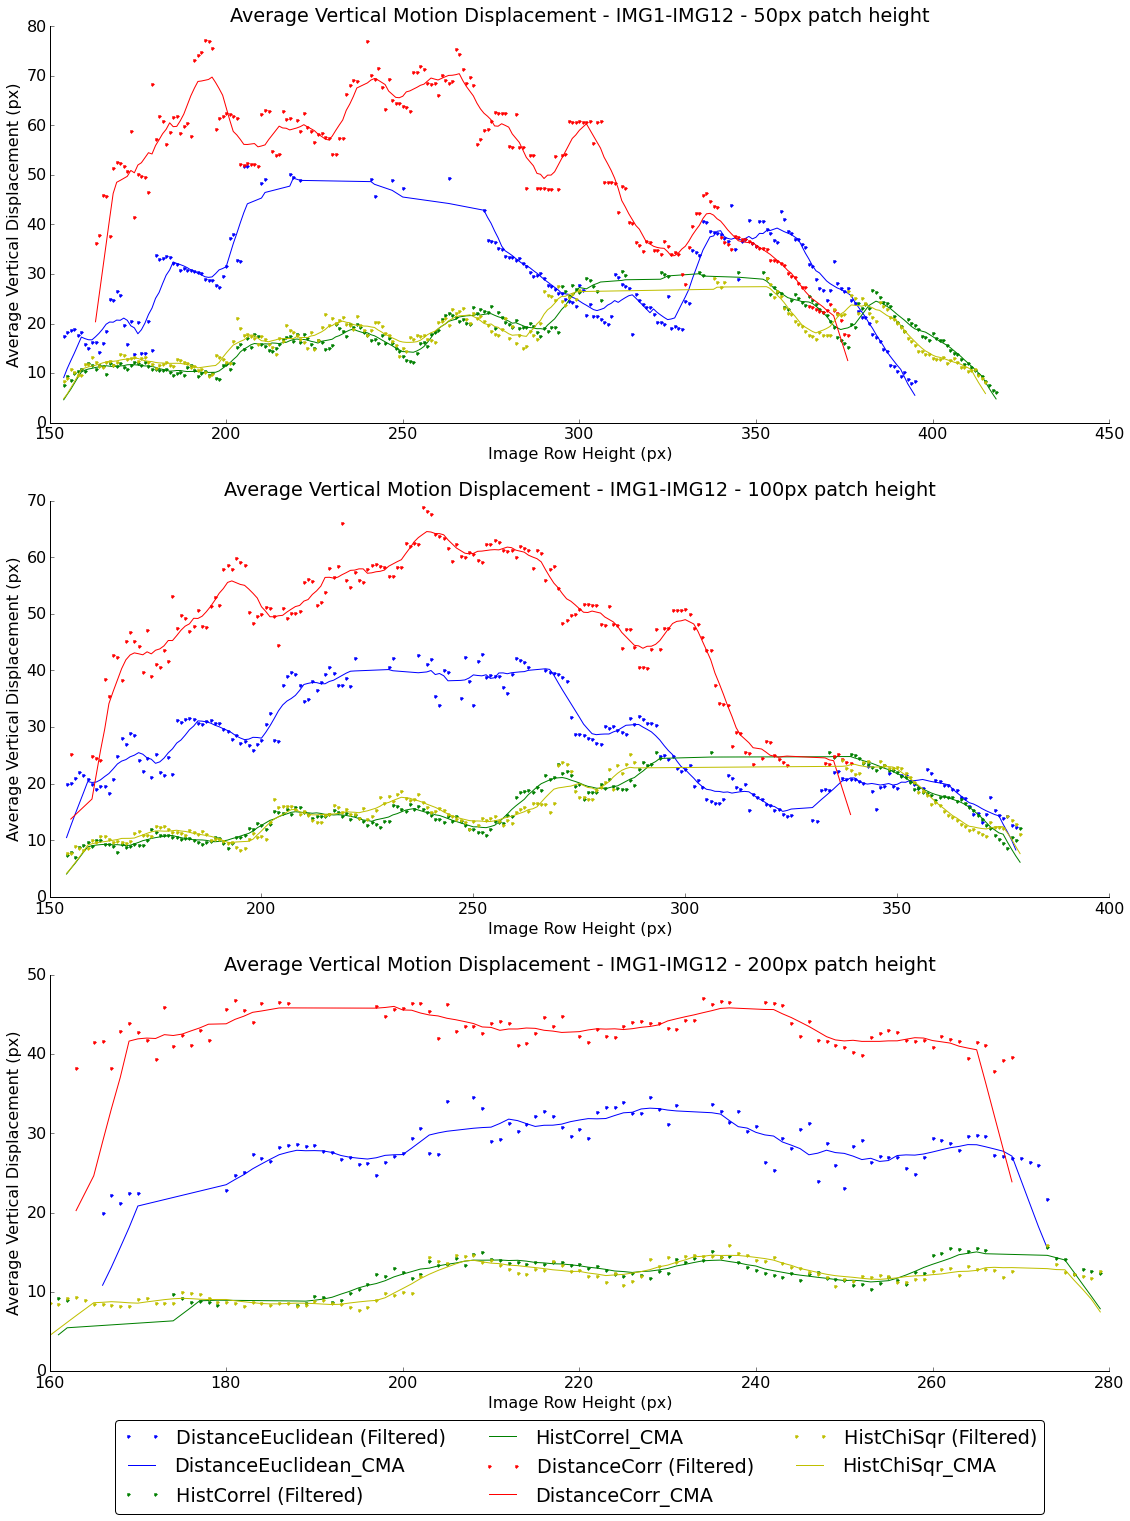 Average Vertical Motion Displacement - IMG1-IMG12 - 50px patch height
Average Vertical Displacement (px)
80
70
60
50
40
30
20
10
0
150 200 250 300 350 400 450
Image Row Height (px)
Average Vertical Motion Displacement - IMG1-IMG12 - 100px patch height
Average Vertical Displacement (px)
70
60
50
40
30
20
10
0
150 200 250 300 350 400
Image Row Height (px)
Average Vertical Motion Displacement - IMG1-IMG12 - 200px patch height
Average Vertical Displacement (px)
50
40
30
20
10
0
160 180 200 220 240 260 280
Image Row Height (px)
DistanceEuclidean (Filtered) HistCorrel_CMA HistChiSqr (Filtered)
DistanceEuclidean_CMA DistanceCorr (Filtered) HistChiSqr_CMA
HistCorrel (Filtered) DistanceCorr_CMA